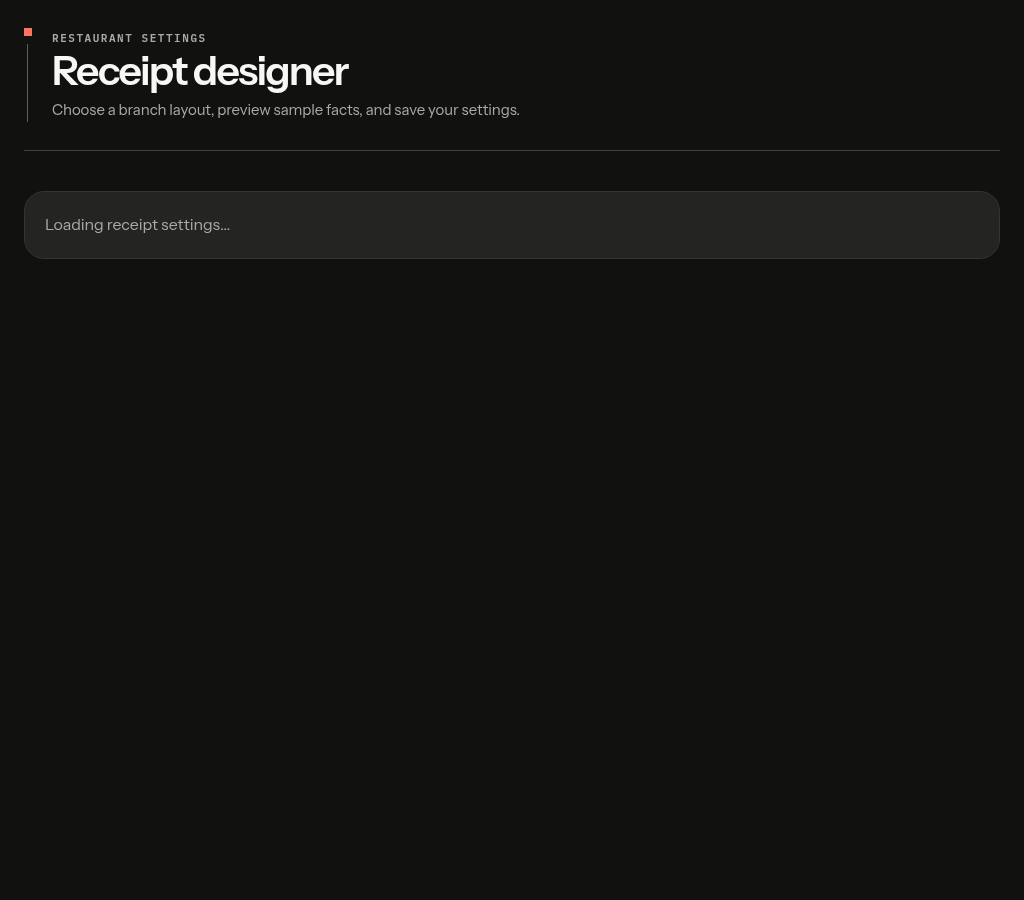 RESTAURANT SETTINGS
Receipt designer
Choose a branch layout, preview sample facts, and save your settings.
Loading receipt settings…